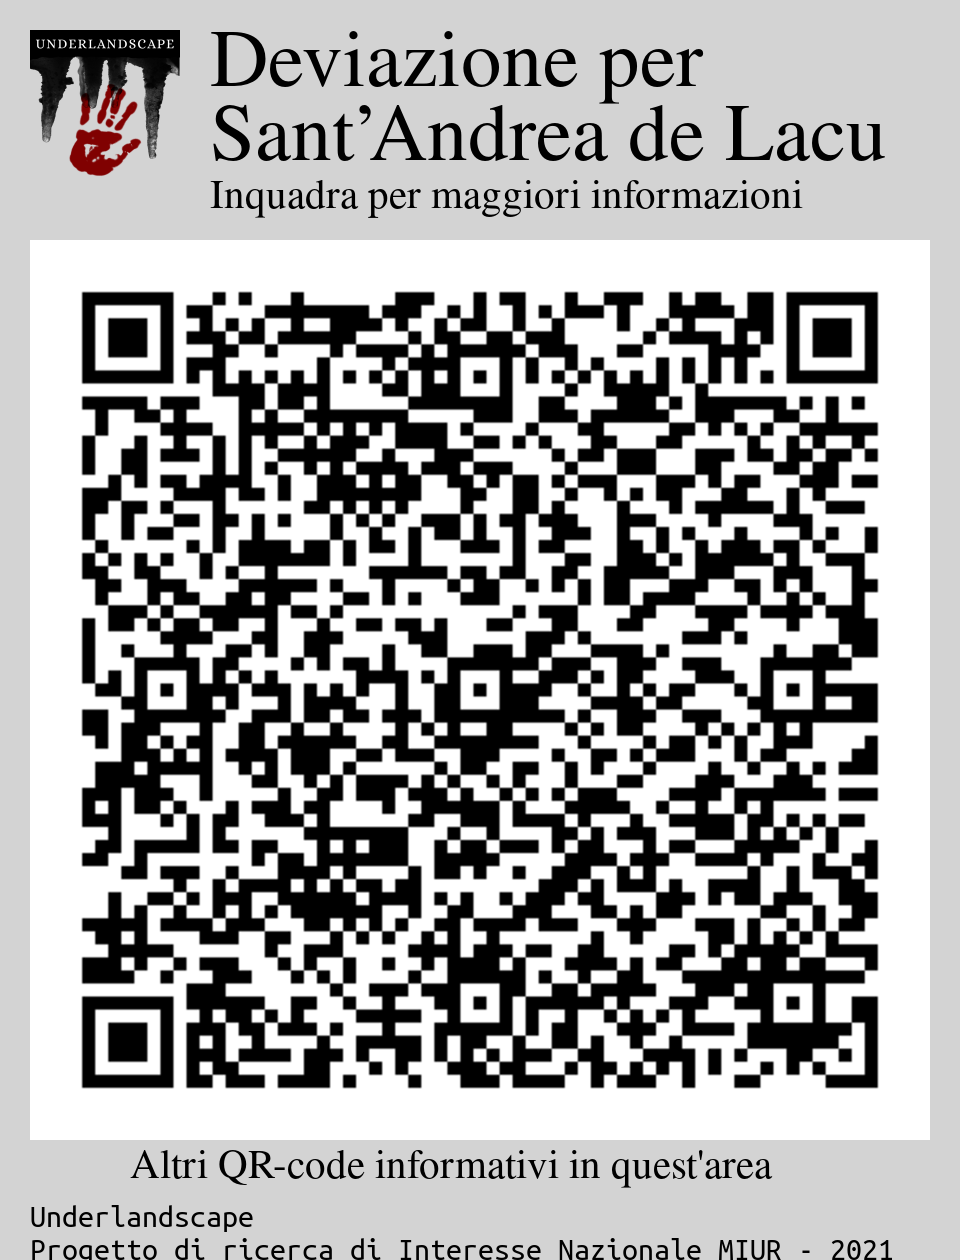 UNDERLANDSCAPE
Deviazione per
Sant’Andrea de Lacu
Inquadra per maggiori informazioni
Altri QR-code informativi in quest'area
Underlandscape
Progetto di ricerca di Interesse Nazionale MIUR - 2021